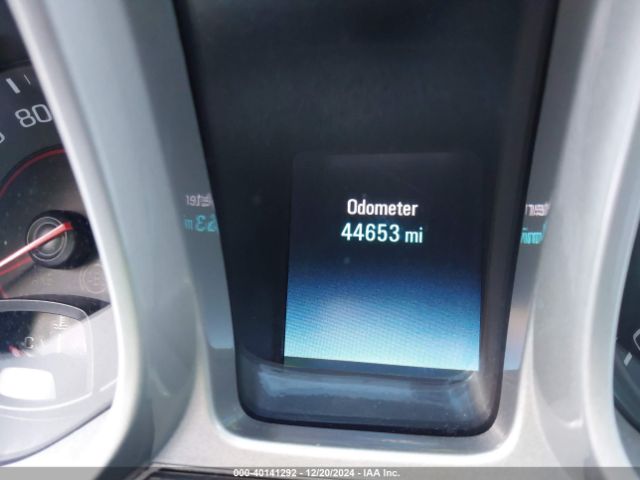 80
Odometer
44653 mi
000-40141292 - 12/20/2024 - IAA Inc.